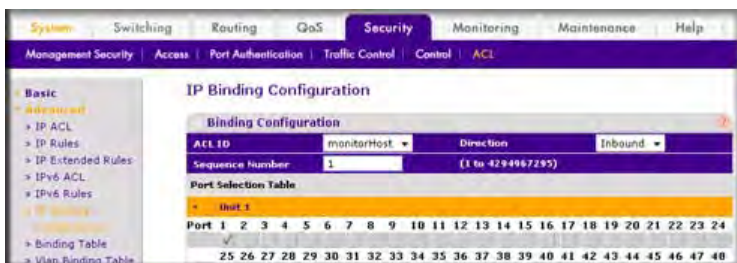 System Switching Routing QoS Security Monitoring Maintenance Help
Management Security Access Port Authentication Traffic Control Control ACL
Basic
Advanced
» IP ACL
» IP Rules
» IP Extended Rules
» IPv6 ACL
» IPv6 Rules
» Binding Table
» Vlan Binding Table
IP Binding Configuration
Binding Configuration
ACL ID monitorHost Direction Inbound
Sequence Number 1 (1 to 4294967295)
Port Selection Table
Unit 1
Port 1 2 3 4 5 6 7 8 9 10 11 12 13 14 15 16 17 18 19 20 21 22 23 24
25 26 27 28 29 30 31 32 33 34 35 36 37 38 39 40 41 42 43 44 45 46 47 48